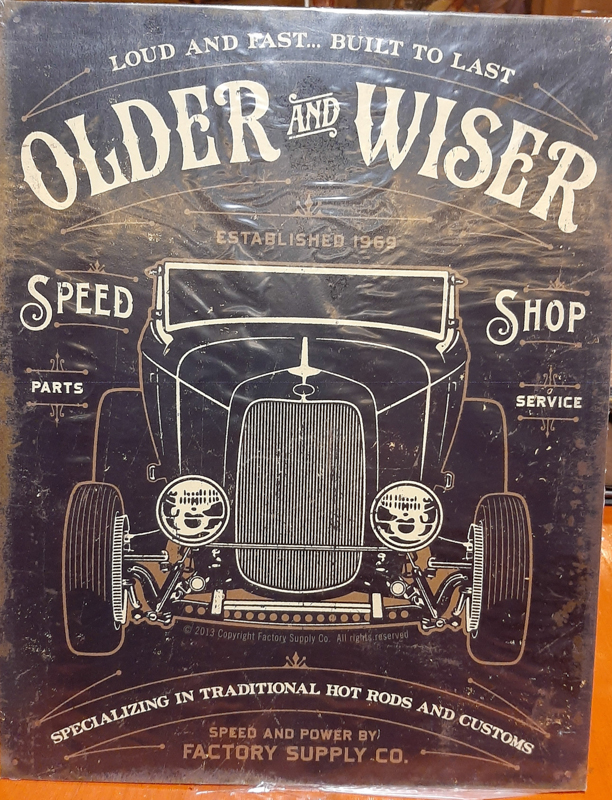 LOUD AND FAST... BUILT TO LAST
OLDER AND WISER
ESTABLISHED 1969
SPEED SHOP
PARTS SERVICE
© 2013 Copyright Factory Supply Co. All rights reserved
SPECIALIZING IN TRADITIONAL HOT RODS AND CUSTOMS
SPEED AND POWER BY
FACTORY SUPPLY CO.